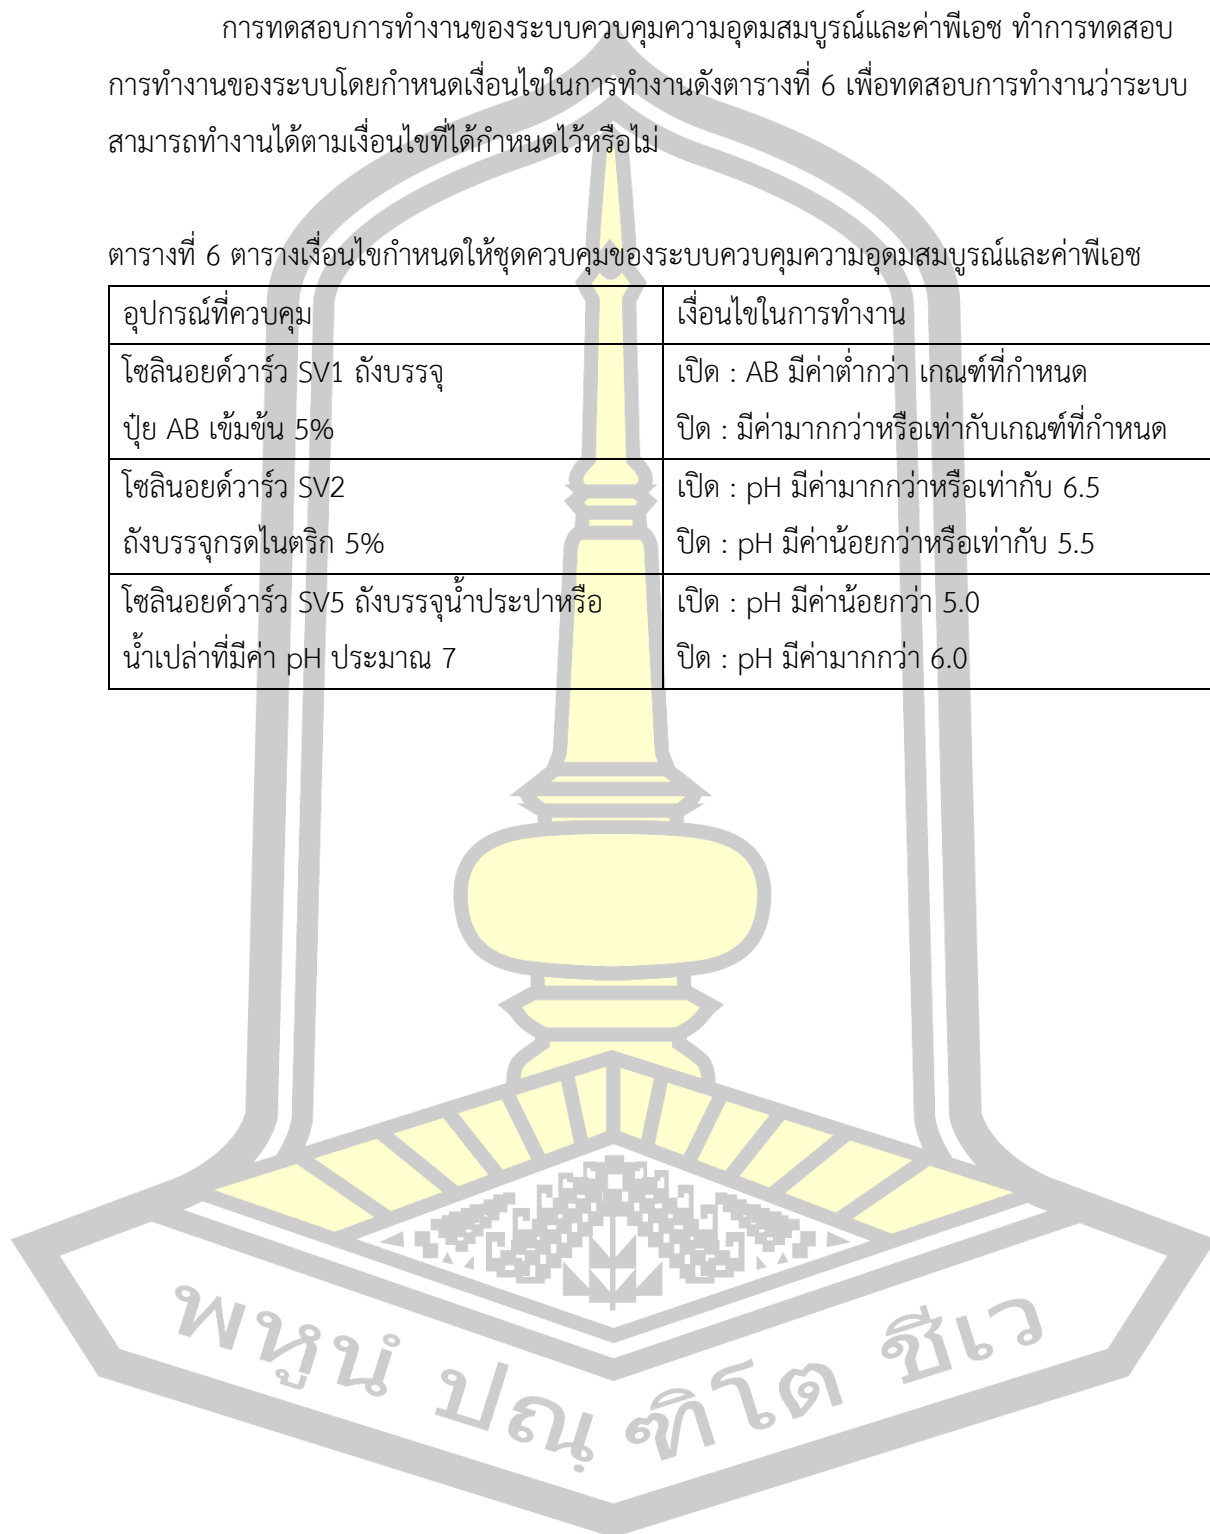 การทดสอบการทำงานของระบบควบคุมความอุดมสมบูรณ์และค่าพีเอช ทำการทดสอบ
การทำงานของระบบโดยกำหนดเงื่อนไขในการทำงานดังตารางที่ 6 เพื่อทดสอบการทำงานว่าระบบ
สามารถทำงานได้ตามเงื่อนไขที่ได้กำหนดไว้หรือไม่
ตารางที่ 6 ตารางเงื่อนไขกำหนดให้ชุดควบคุมของระบบควบคุมความอุดมสมบูรณ์และค่าพีเอช
อุปกรณ์ที่ควบคุม
เงื่อนไขในการทำงาน
โซลินอยด์วาร์ว SV1 ถังบรรจุ
ปุ๋ย AB เข้มข้น 5%
เปิด : AB มีค่าต่ำกว่า เกณฑ์ที่กำหนด
ปิด : มีค่ามากกว่าหรือเท่ากับเกณฑ์ที่กำหนด
โซลินอยด์วาร์ว SV2
ถังบรรจุกรดไนตริก 5%
เปิด : pH มีค่ามากกว่าหรือเท่ากับ 6.5
ปิด : pH มีค่าน้อยกว่าหรือเท่ากับ 5.5
โซลินอยด์วาร์ว SV5 ถังบรรจุน้ำประปาหรือ
น้ำเปล่าที่มีค่า pH ประมาณ 7
เปิด : pH มีค่าน้อยกว่า 5.0
ปิด : pH มีค่ามากกว่า 6.0
พหูนํ ปณฺ ฑิโต ชีเว